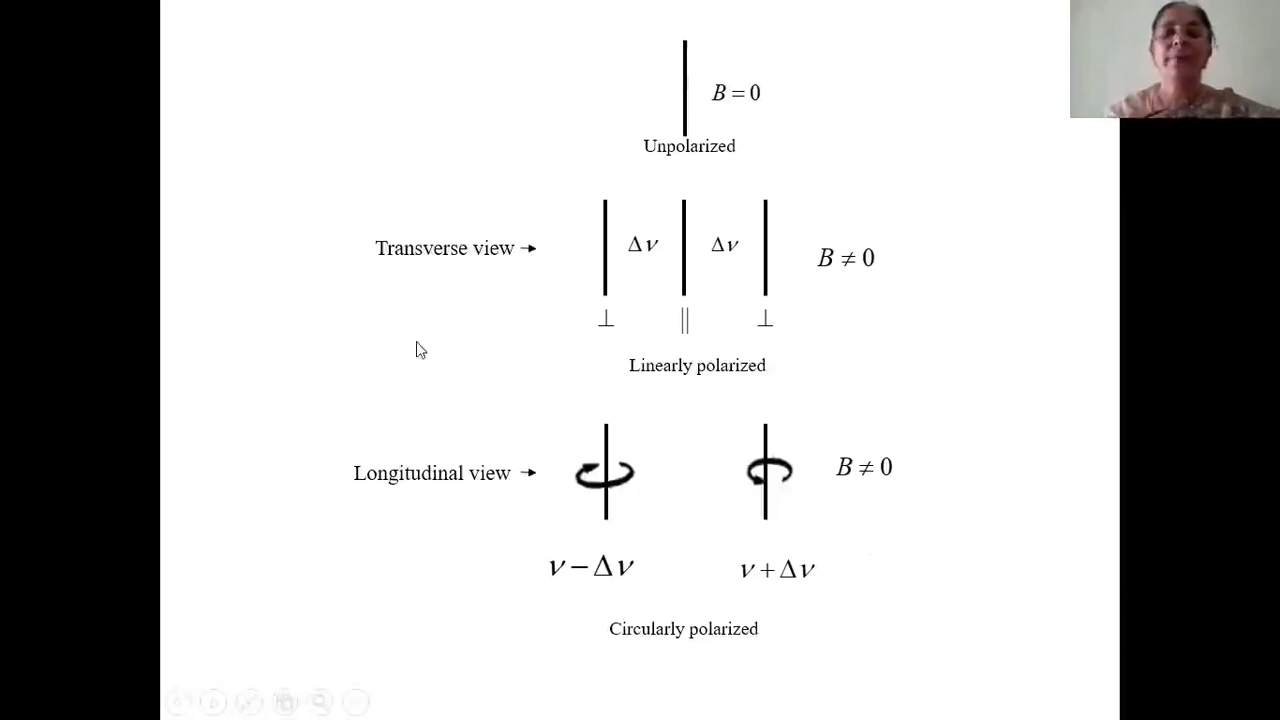 B = 0
Unpolarized
Transverse view →
Δν Δν
B ≠ 0
⊥ || ⊥
Linearly polarized
Longitudinal view →
B ≠ 0
ν − Δν
ν + Δν
Circularly polarized